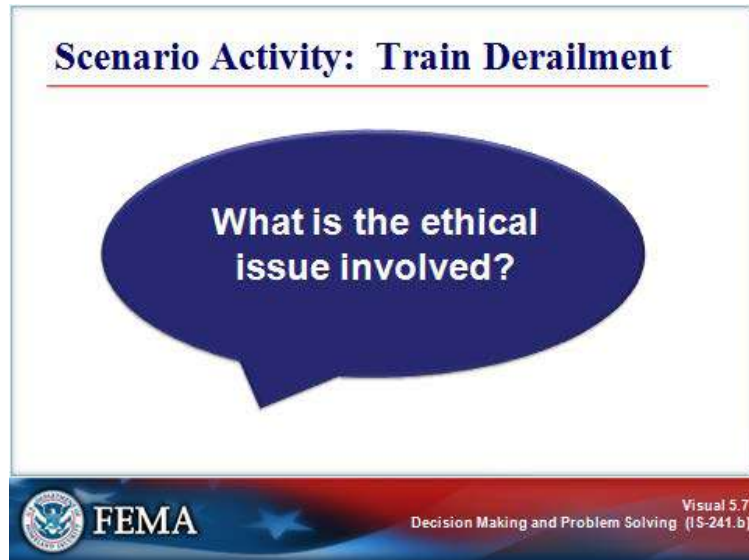 Scenario Activity: Train Derailment
What is the ethical
issue involved?
FEMA
Visual 5.7
Decision Making and Problem Solving (IS-241.b)